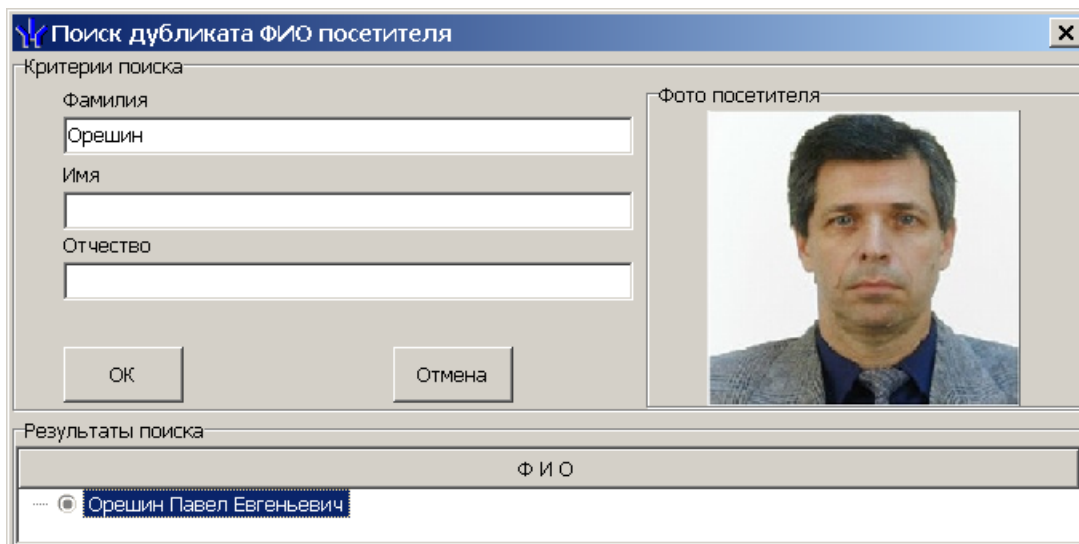 Поиск дубликата ФИО посетителя
Критерии поиска
Фамилия
Орешин
Имя
Отчество
ОК
Отмена
Фото посетителя
Результаты поиска
Ф И О
Орешин Павел Евгеньевич